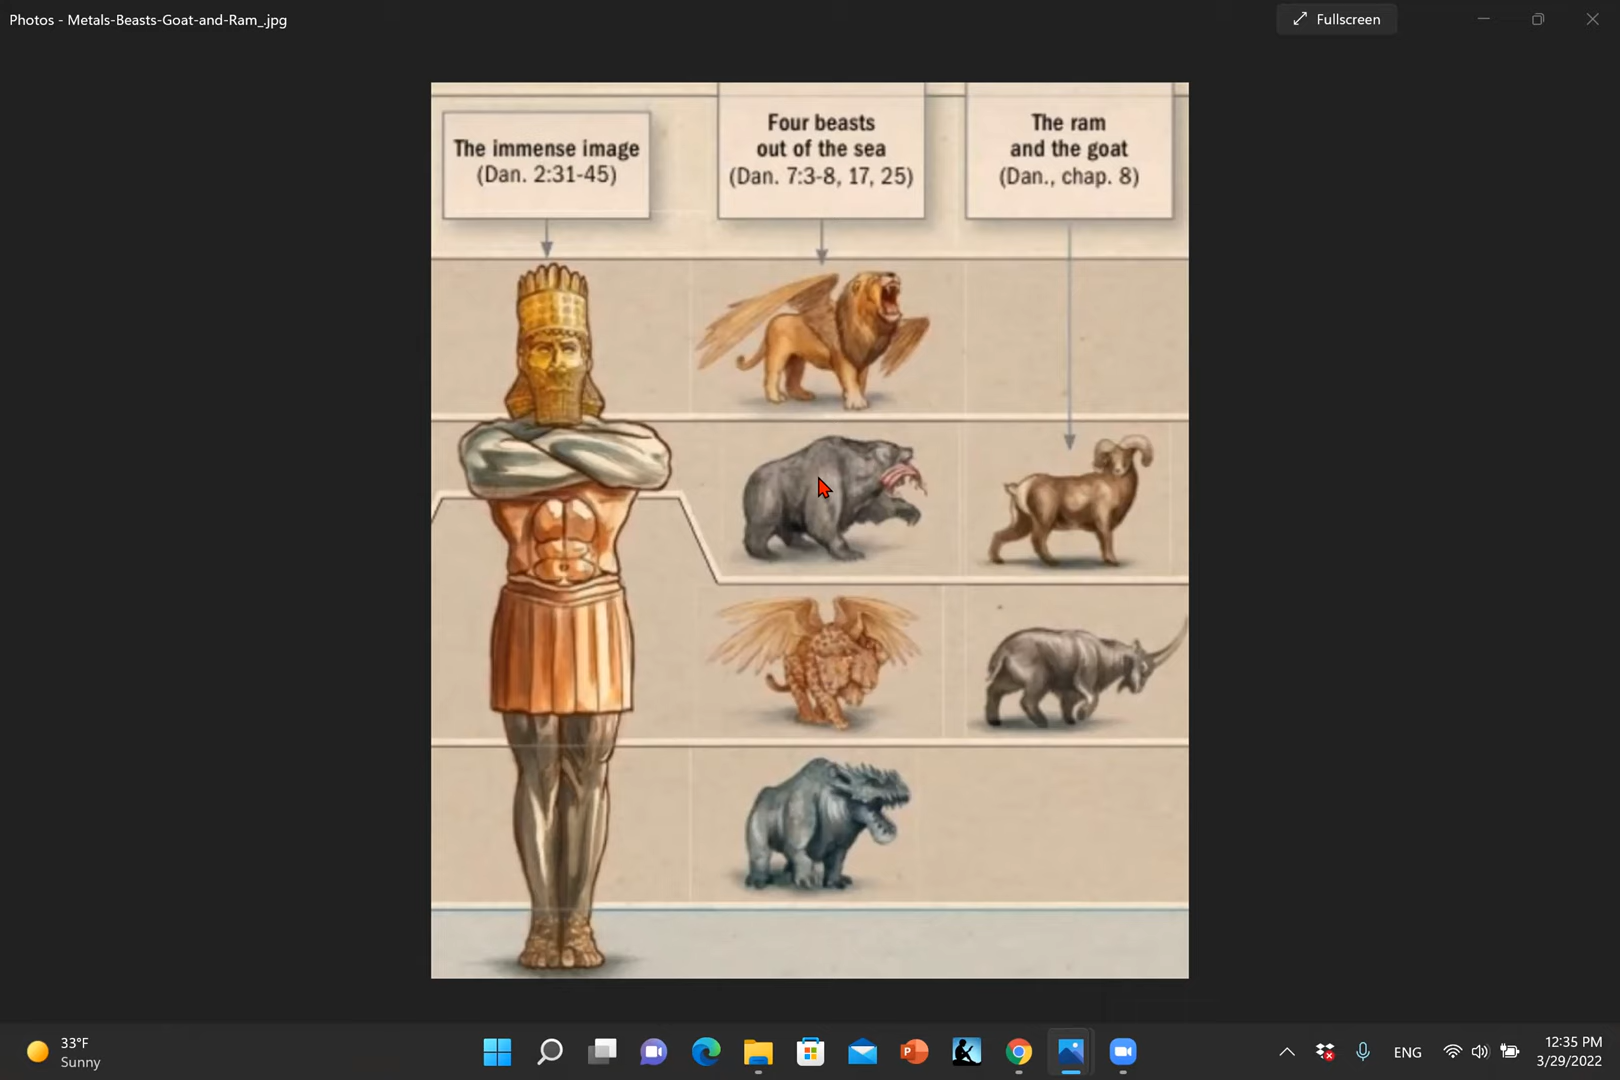 Photos - Metals-Beasts-Goat-and-Ram_.jpg
Fullscreen
The immense image
(Dan. 2:31-45)
Four beasts
out of the sea
(Dan. 7:3-8, 17, 25)
The ram
and the goat
(Dan., chap. 8)
33°F
Sunny
P
ENG
12:35 PM
3/29/2022